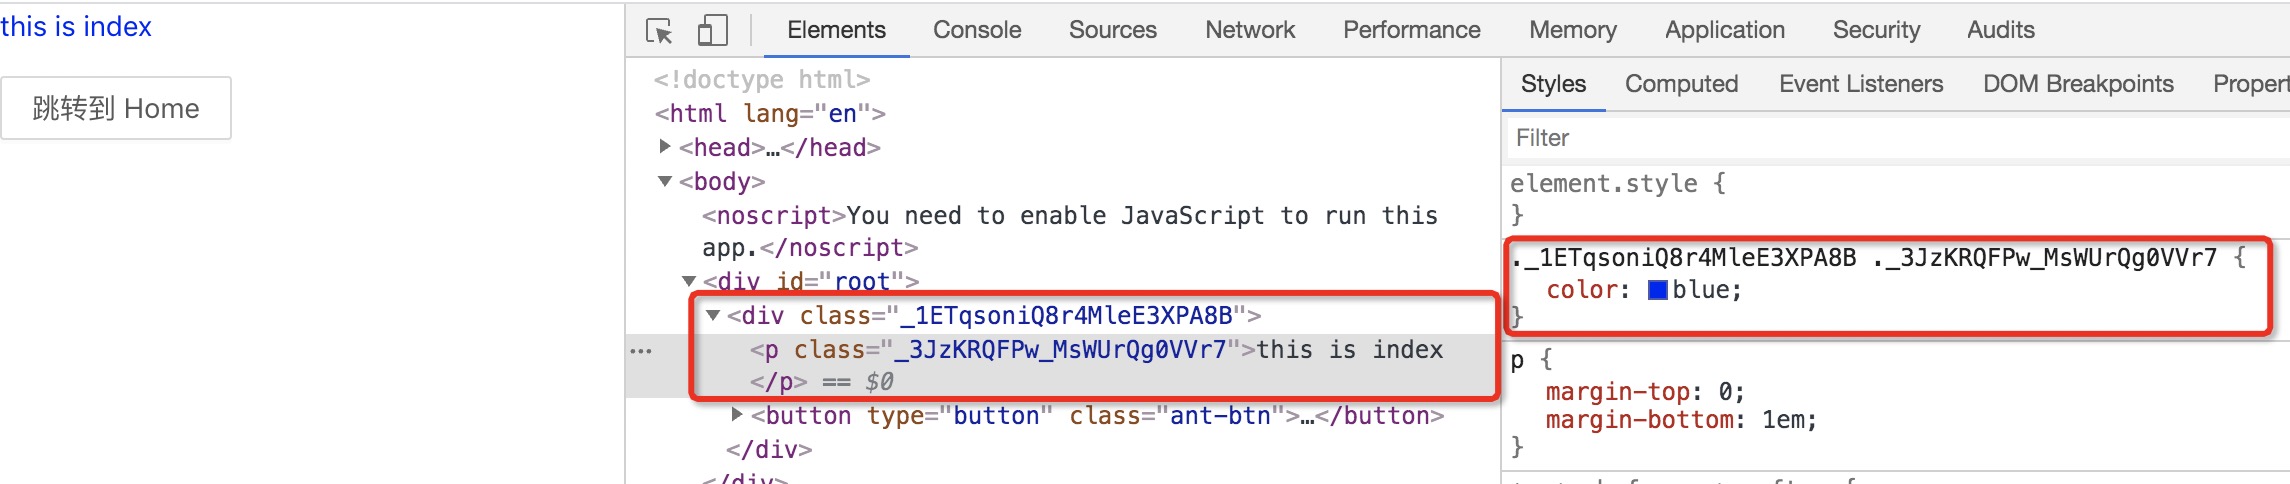 this is index
跳转到 Home
Elements Console Sources Network Performance Memory Application Security Audits
<!doctype html>
<html lang="en">
<head>…</head>
<body>
<noscript>You need to enable JavaScript to run this
app.</noscript>
<div id="root">
<div class="_1ETqsoniQ8r4MleE3XPA8B">
<p class="_3JzKRQFPw_MsWUrQg0VVr7">this is index
</p> == $0
<button type="button" class="ant-btn">…</button>
</div>
</div>
Styles Computed Event Listeners DOM Breakpoints Propert
Filter
element.style {
}
._1ETqsoniQ8r4MleE3XPA8B ._3JzKRQFPw_MsWUrQg0VVr7 {
color: blue;
}
p {
margin-top: 0;
margin-bottom: 1em;
}